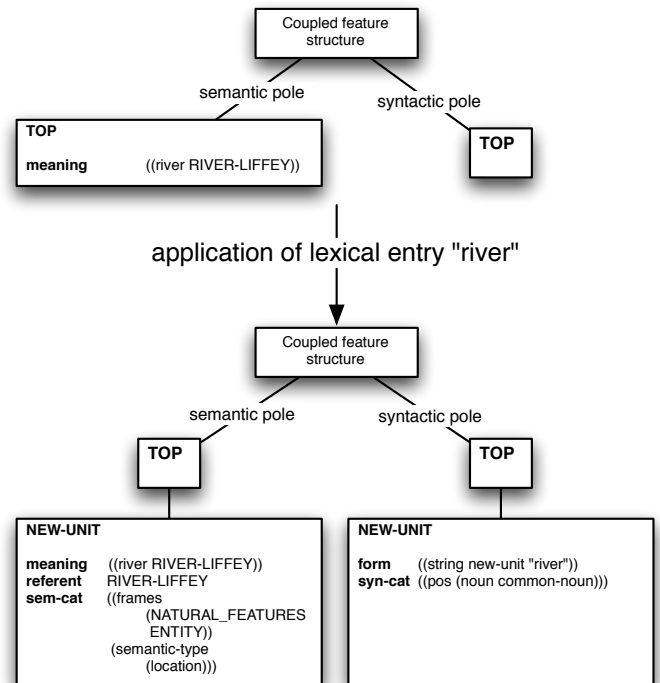 Coupled feature
structure
semantic pole
syntactic pole
TOP
meaning ((river RIVER-LIFFEY))
TOP
application of lexical entry "river"
Coupled feature
structure
semantic pole
syntactic pole
TOP
TOP
NEW-UNIT
meaning ((river RIVER-LIFFEY))
referent RIVER-LIFFEY
sem-cat ((frames
(NATURAL_FEATURES
ENTITY))
(semantic-type
(location)))
NEW-UNIT
form ((string new-unit "river"))
syn-cat ((pos (noun common-noun)))